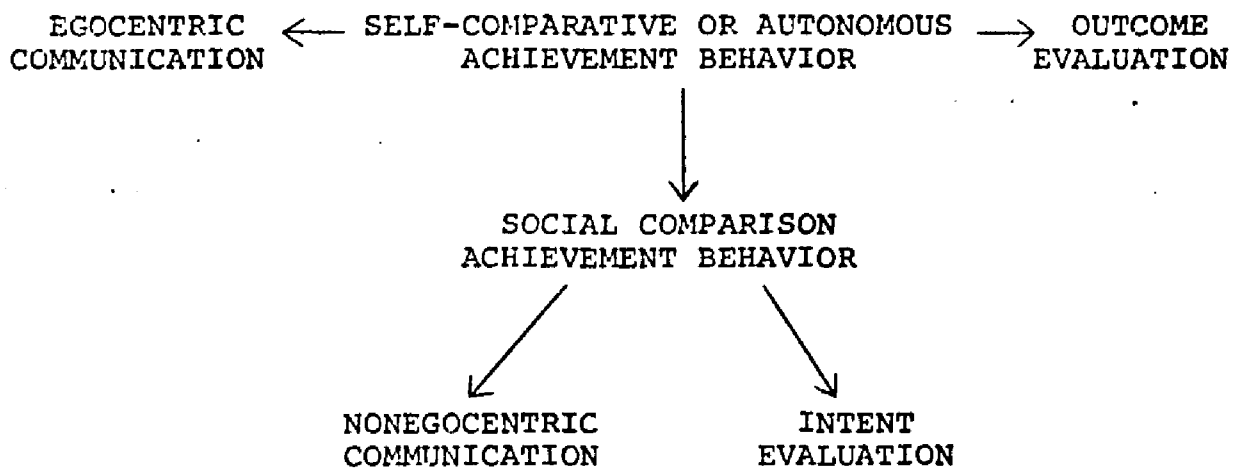 EGOCENTRIC COMMUNICATION
SELF-COMPARATIVE OR AUTONOMOUS ACHIEVEMENT BEHAVIOR
OUTCOME EVALUATION
SOCIAL COMPARISON
ACHIEVEMENT BEHAVIOR
NONEGOCENTRIC COMMUNICATION
INTENT EVALUATION